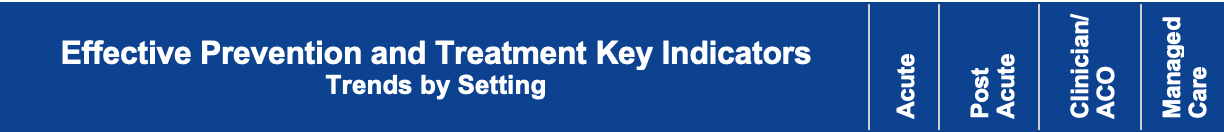 Effective Prevention and Treatment Key Indicators
Trends by Setting
Acute
Post
Acute
Clinician/
ACO
Managed
Care